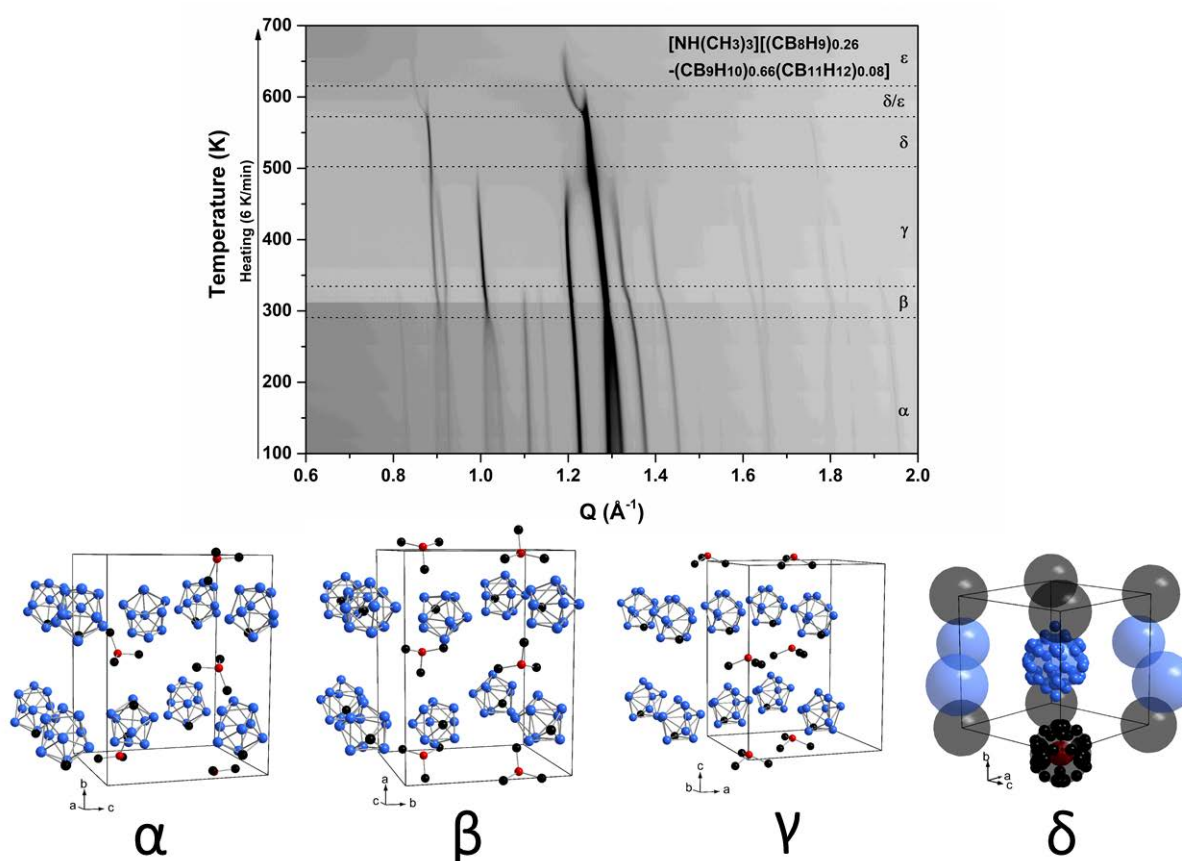 700
600
500
400
300
200
100
Temperature (K)
Heating (6 K/min)
[NH(CH3)3][(CB8H9)0.26
-(CB9H10)0.66(CB11H12)0.08]
ε
δ/ε
δ
γ
β
α
0.6 0.8 1.0 1.2 1.4 1.6 1.8 2.0
Q (Å⁻¹)
b
a c
a
c b
c
b a
b
a
c
α β γ δ